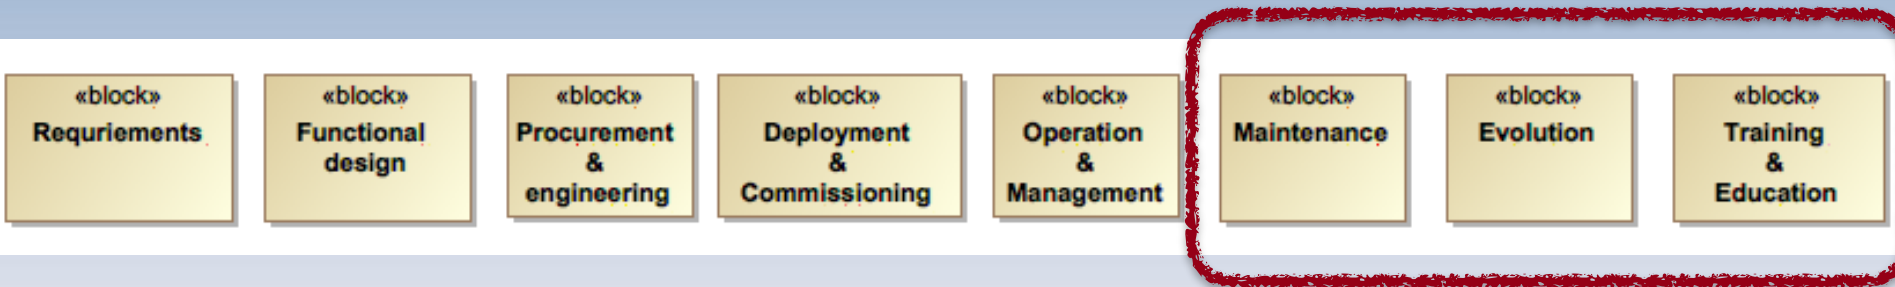 «block»
Requriements
«block»
Functional
design
«block»
Procurement
&
engineering
«block»
Deployment
&
Commissioning
«block»
Operation
&
Management
«block»
Maintenance
«block»
Evolution
«block»
Training
&
Education